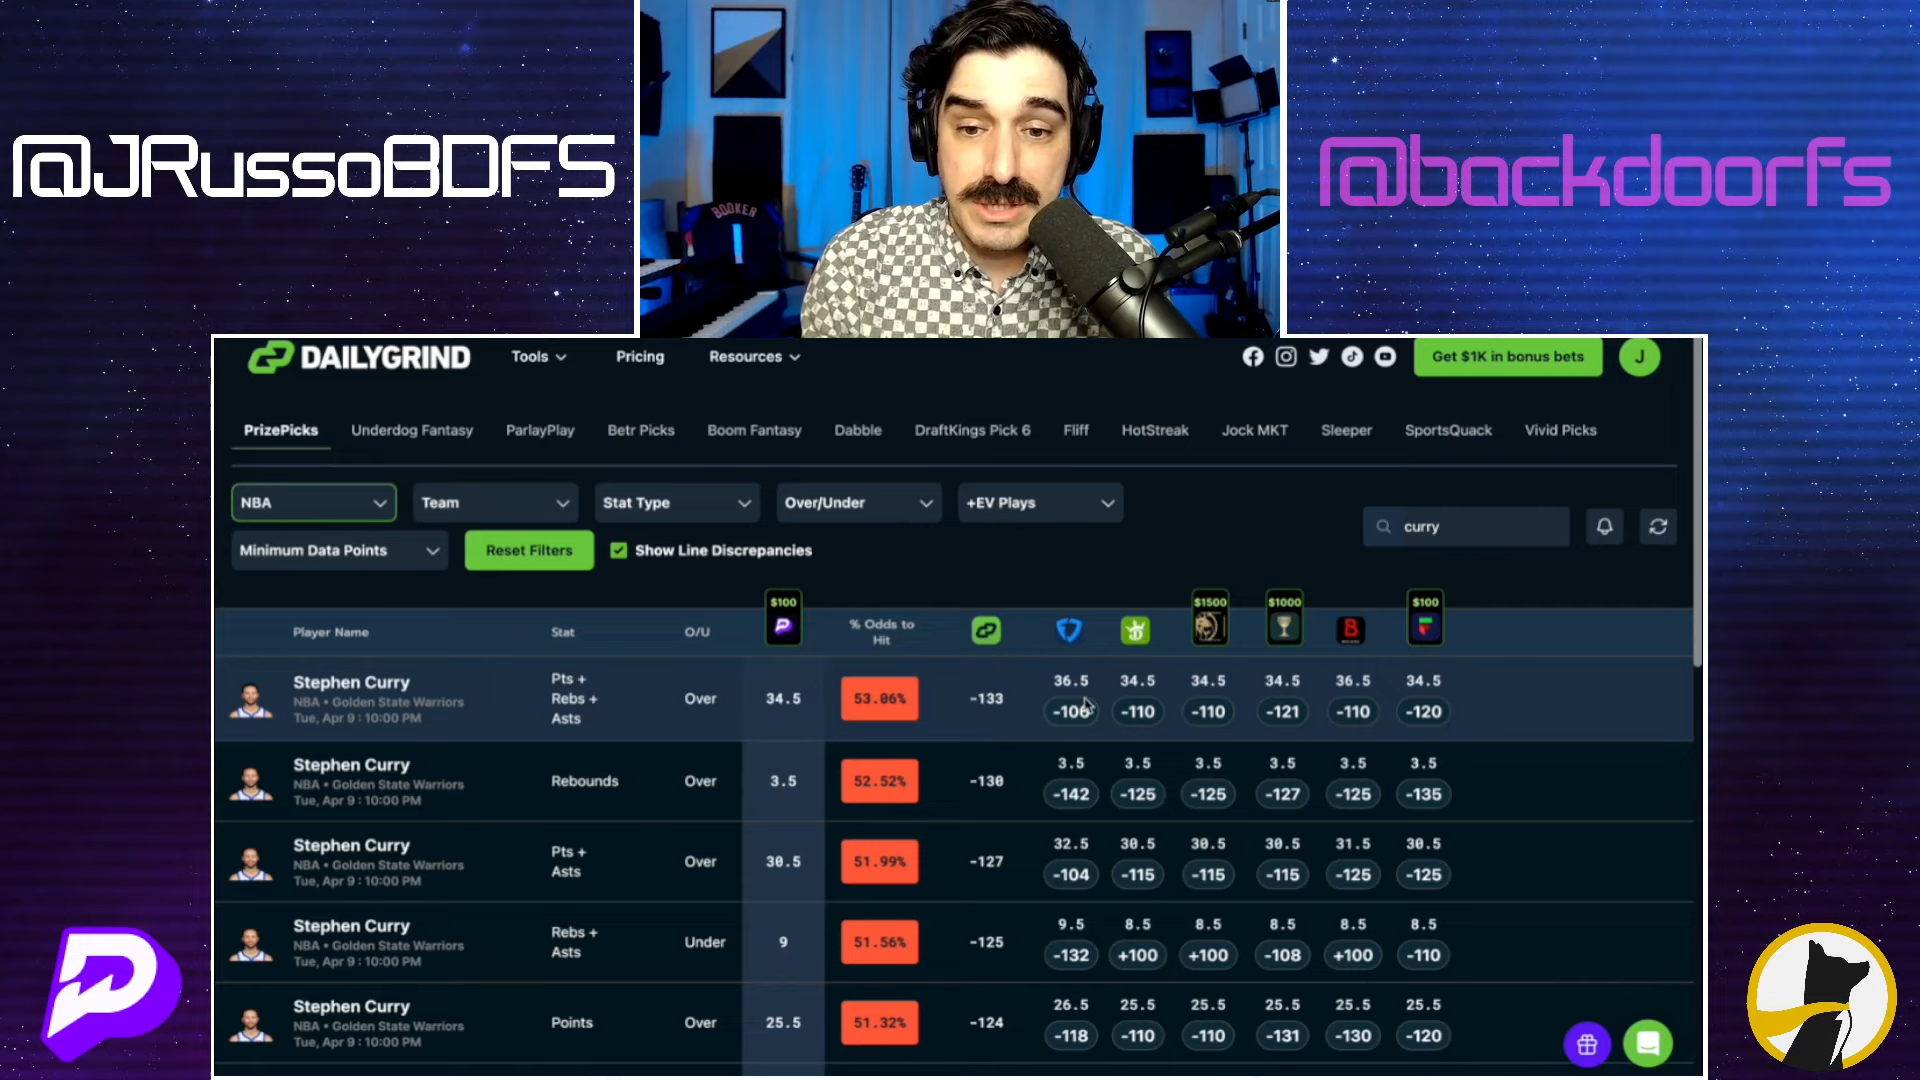 @JRussoBDFS
BOOKER
@backdoorfs
DAILYGRIND Tools Pricing Resources Get $1K in bonus bets J
PrizePicks Underdog Fantasy ParlayPlay Betr Picks Boom Fantasy Dabble DraftKings Pick 6 Fliff HotStreak Jock MKT Sleeper SportsQuack Vivid Picks
NBA Team Stat Type Over/Under +EV Plays
curry
Minimum Data Points Reset Filters Show Line Discrepancies
$100 $1500 $1000 $100
Player Name Stat O/U % Odds to Hit
Stephen Curry
NBA • Golden State Warriors
Tue, Apr 9 : 10:00 PM
Pts +
Rebs +
Asts
Over 34.5 53.06% -133
36.5 34.5 34.5 34.5 36.5 34.5
-106 -110 -110 -121 -110 -120
Stephen Curry
NBA • Golden State Warriors
Tue, Apr 9 : 10:00 PM
Rebounds Over 3.5 52.52% -130
3.5 3.5 3.5 3.5 3.5 3.5
-142 -125 -125 -127 -125 -135
Stephen Curry
NBA • Golden State Warriors
Tue, Apr 9 : 10:00 PM
Pts +
Asts
Over 30.5 51.99% -127
32.5 30.5 30.5 30.5 31.5 30.5
-104 -115 -115 -115 -125 -125
Stephen Curry
NBA • Golden State Warriors
Tue, Apr 9 : 10:00 PM
Rebs +
Asts
Under 9 51.56% -125
9.5 8.5 8.5 8.5 8.5 8.5
-132 +100 +100 -108 +100 -110
Stephen Curry
NBA • Golden State Warriors
Tue, Apr 9 : 10:00 PM
Points Over 25.5 51.32% -124
26.5 25.5 25.5 25.5 25.5 25.5
-118 -110 -110 -131 -130 -120